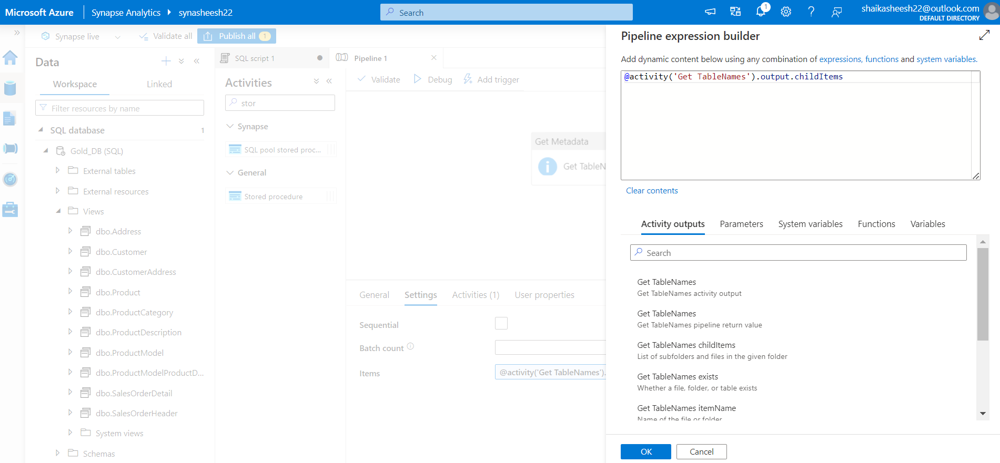 Microsoft Azure
Synapse Analytics
synasheesh22
Search
1
shaikasheesh22@outlook.com
DEFAULT DIRECTORY
Synapse live
Validate all
Publish all
1
Data
Workspace
Linked
Filter resources by name
SQL database
1
Gold_DB (SQL)
External tables
External resources
Views
dbo.Address
dbo.Customer
dbo.CustomerAddress
dbo.Product
dbo.ProductCategory
dbo.ProductDescription
dbo.ProductModel
dbo.ProductModelProductD...
dbo.SalesOrderDetail
dbo.SalesOrderHeader
System views
Schemas
SQL script 1
Pipeline 1
Activities
stor
Synapse
SQL pool stored proc...
General
Stored procedure
Validate
Debug
Add trigger
Get Metadata
Get TableN
General
Settings
Activities (1)
User properties
Sequential
Batch count
Items
@activity('Get TableNames').
Pipeline expression builder
Add dynamic content below using any combination of expressions, functions and system variables.
@activity('Get TableNames').output.childItems
Clear contents
Activity outputs
Parameters
System variables
Functions
Variables
Search
Get TableNames
Get TableNames activity output
Get TableNames
Get TableNames pipeline return value
Get TableNames childItems
List of subfolders and files in the given folder
Get TableNames exists
Whether a file, folder, or table exists
Get TableNames itemName
Name of the file or folder
OK
Cancel